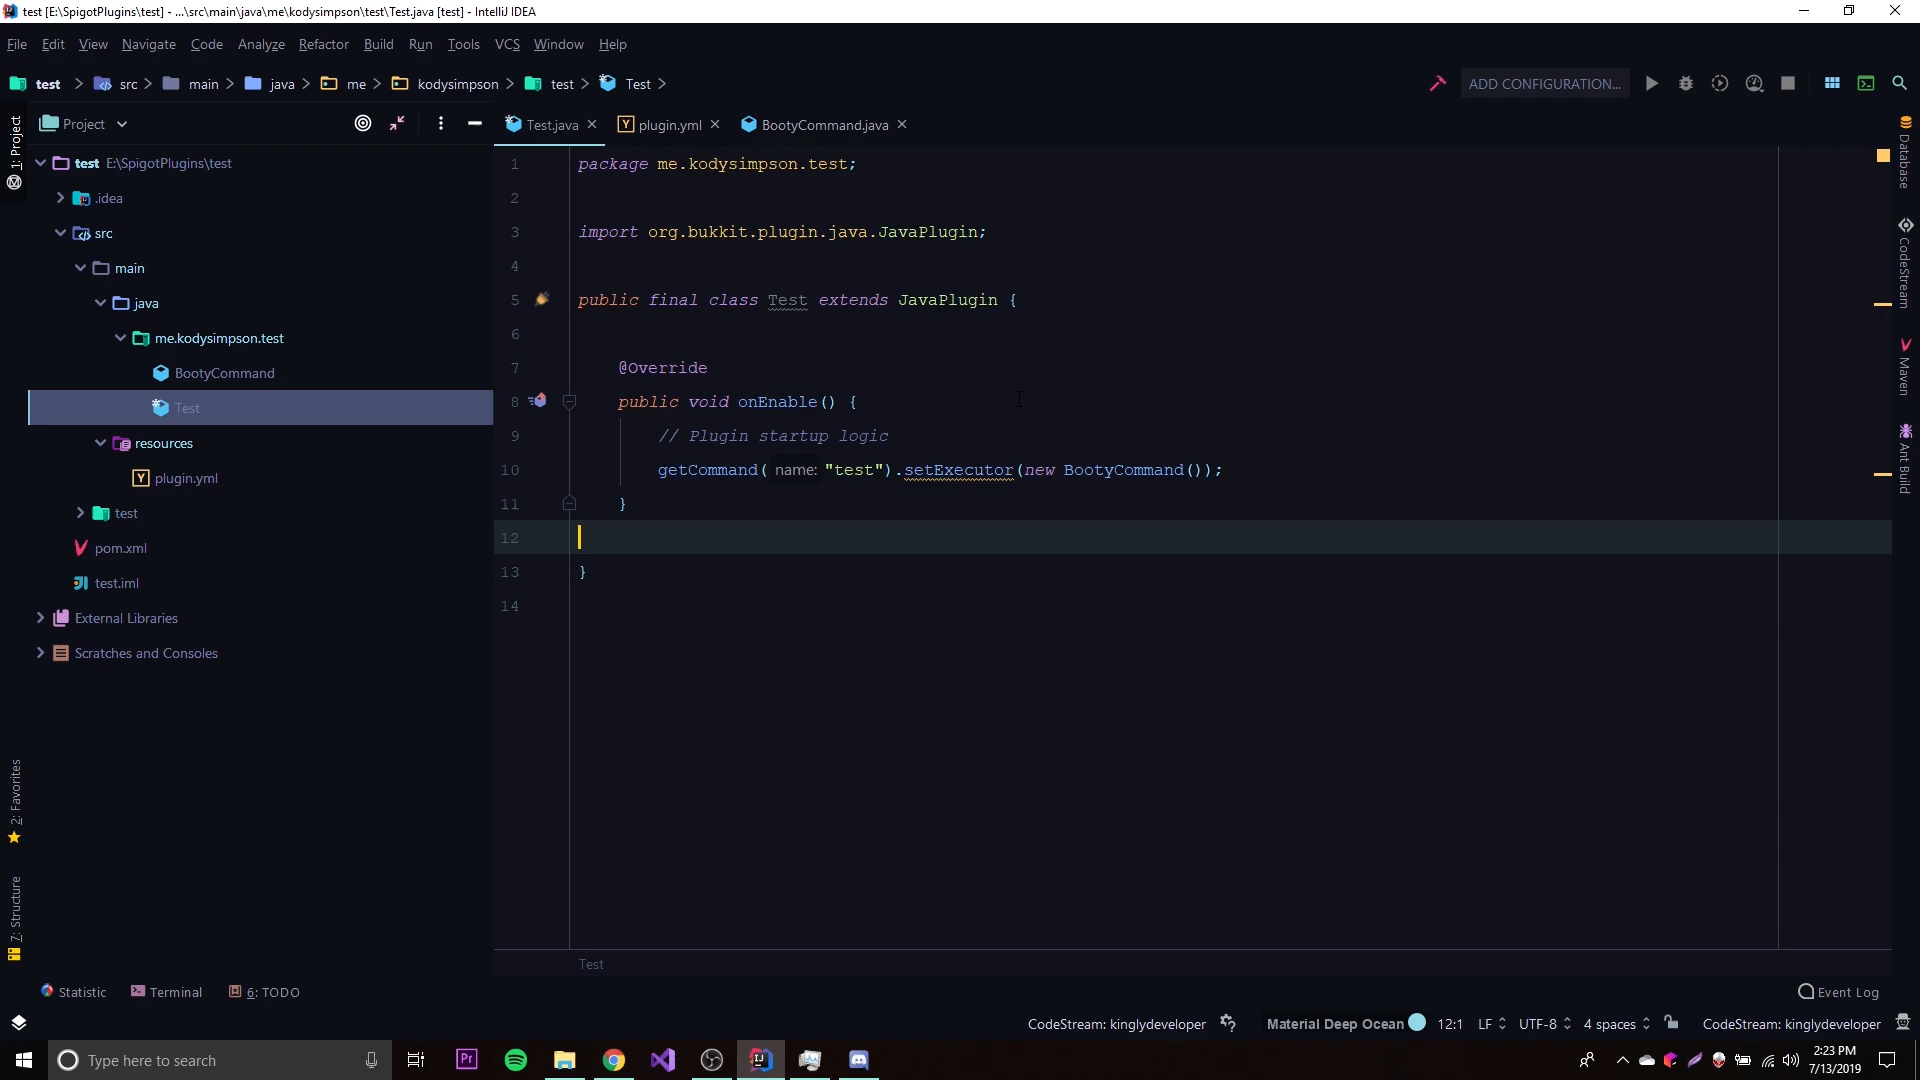 test [E:\SpigotPlugins\test] - ...\src\main\java\me\kodysimpson\test\Test.java [test] - IntelliJ IDEA
File Edit View Navigate Code Analyze Refactor Build Run Tools VCS Window Help
test src main java me kodysimpson test Test
ADD CONFIGURATION...
Project
Test.java plugin.yml BootyCommand.java
1: Project
test E:\SpigotPlugins\test
.idea
src
main
java
me.kodysimpson.test
BootyCommand
Test
resources
plugin.yml
test
pom.xml
test.iml
External Libraries
Scratches and Consoles
2: Favorites
7: Structure
1 package me.kodysimpson.test;
2
3 import org.bukkit.plugin.java.JavaPlugin;
4
5 public final class Test extends JavaPlugin {
6
7 @Override
8 public void onEnable() {
9 // Plugin startup logic
10 getCommand( name: "test").setExecutor(new BootyCommand());
11 }
12
13 }
14
Test
Database
CodeStream
Maven
Ant Build
Statistic Terminal 6: TODO
Event Log
CodeStream: kinglydeveloper Material Deep Ocean 12:1 LF UTF-8 4 spaces CodeStream: kinglydeveloper
Type here to search
Pr
IJ
2:23 PM
7/13/2019